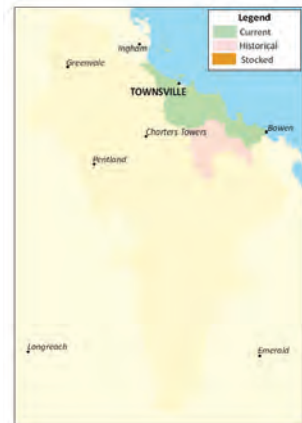 Legend
Current
Historical
Stocked
Ingham
Greenvale
TOWNSVILLE
Charters Towers
Bowen
Pentland
Longreach
Emerald